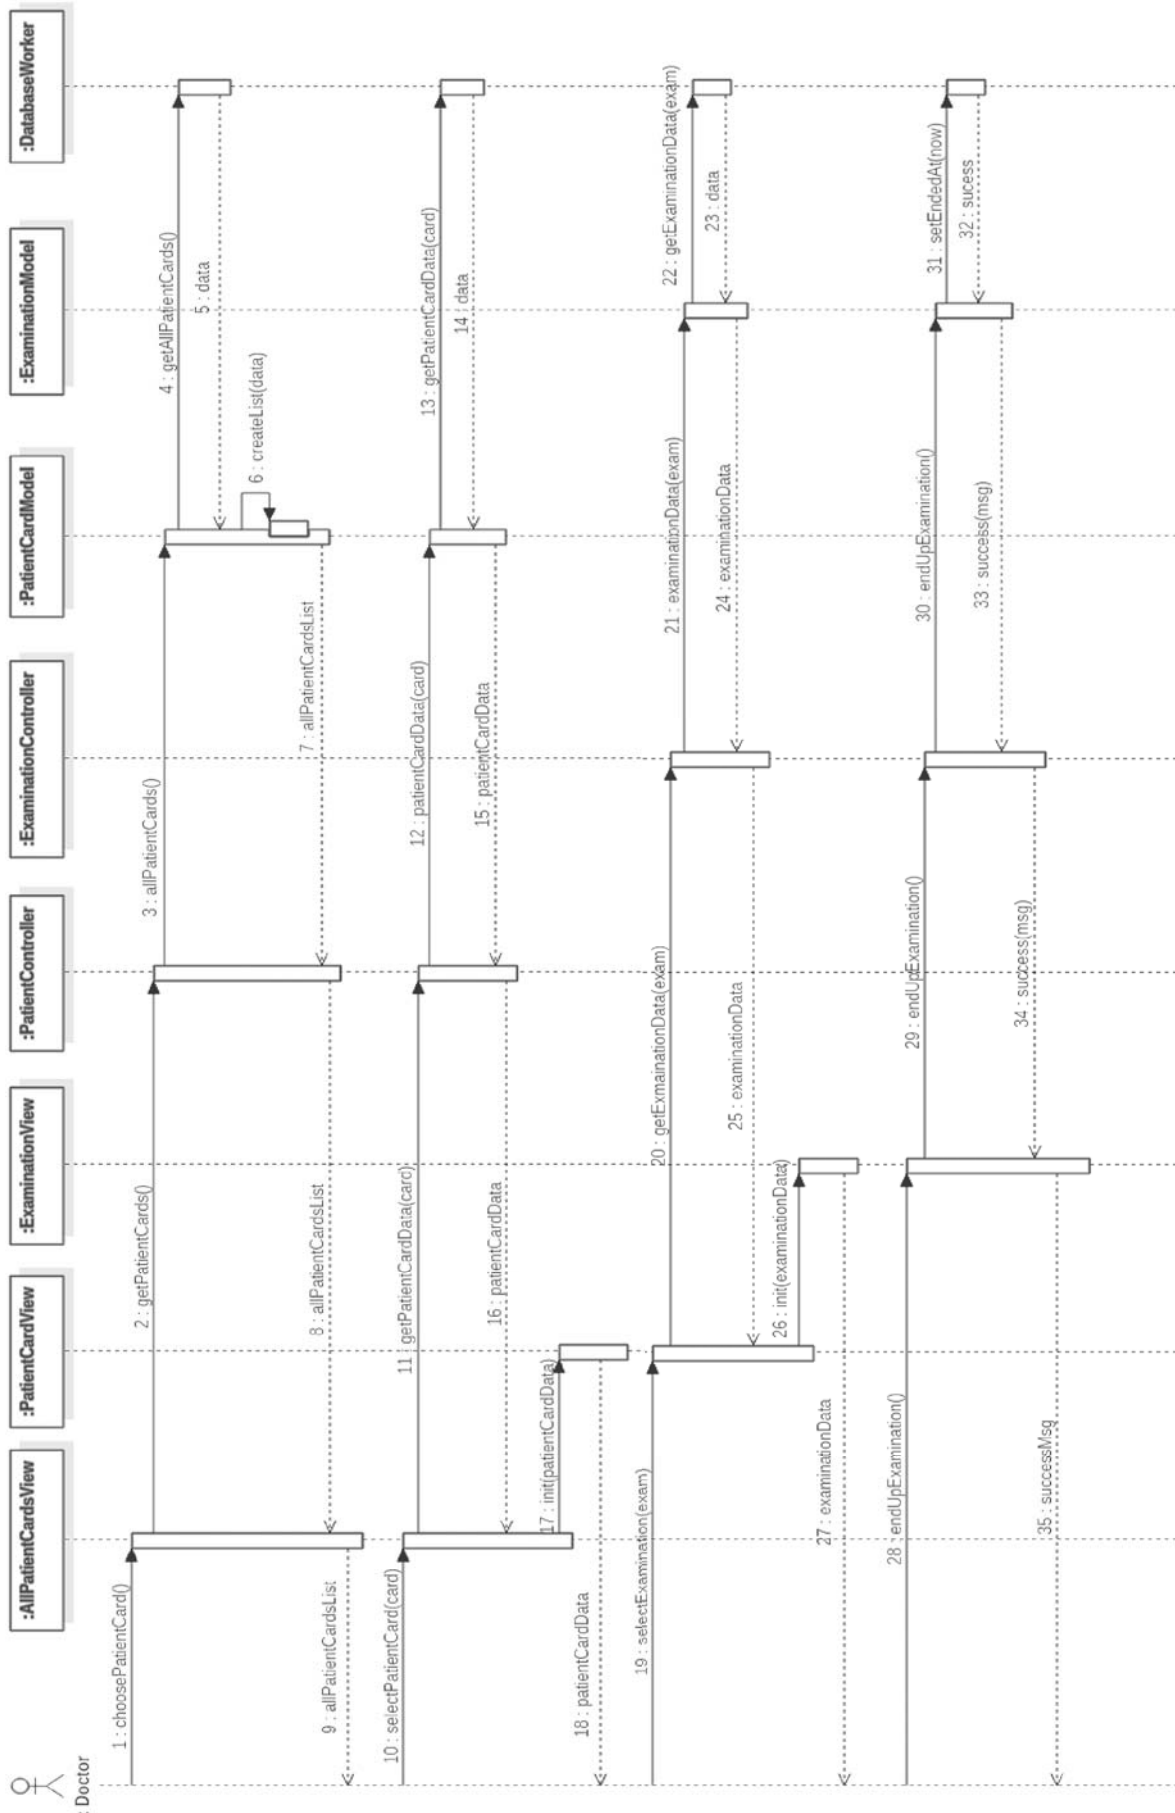 : Doctor
:AllPatientCardsView
:PatientCardView
:ExaminationView
:PatientController
:ExaminationController
:PatientCardModel
:ExaminationModel
:DatabaseWorker
1 : choosePatientCard()
2 : getPatientCards()
3 : allPatientCards()
4 : getAllPatientCards()
5 : data
6 : createList(data)
7 : allPatientCardsList
8 : allPatientCardsList
9 : allPatientCardsList
10 : selectPatientCard(card)
11 : getPatientCardData(card)
12 : patientCardData(card)
13 : getPatientCardData(card)
14 : data
15 : patientCardData
16 : patientCardData
17 : init(patientCardData)
18 : patientCardData
19 : selectExamination(exam)
20 : getExmainationData(exam)
21 : examinationData(exam)
22 : getExaminationData(exam)
23 : data
24 : examinationData
25 : examinationData
26 : init(examinationData)
27 : examinationData
28 : endUpExamination()
29 : endUpExamination()
30 : endUpExamination()
31 : setEndedAt(now)
32 : sucess
33 : success(msg)
34 : success(msg)
35 : successMsg